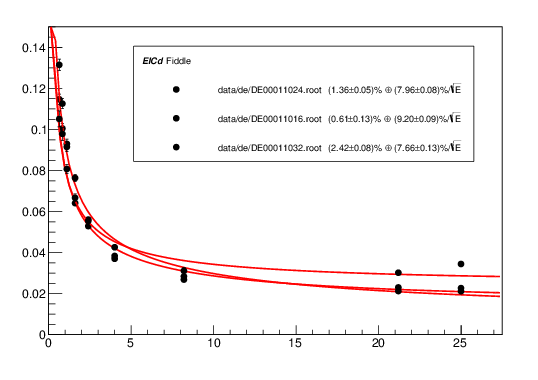 0.14
EICd Fiddle
0.12
data/de/DE00011024.root (1.36±0.05)% ⊕ (7.96±0.08)%/√E
0.1
data/de/DE00011016.root (0.61±0.13)% ⊕ (9.20±0.09)%/√E
data/de/DE00011032.root (2.42±0.08)% ⊕ (7.66±0.13)%/√E
0.08
0.06
0.04
0.02
0
0 5 10 15 20 25